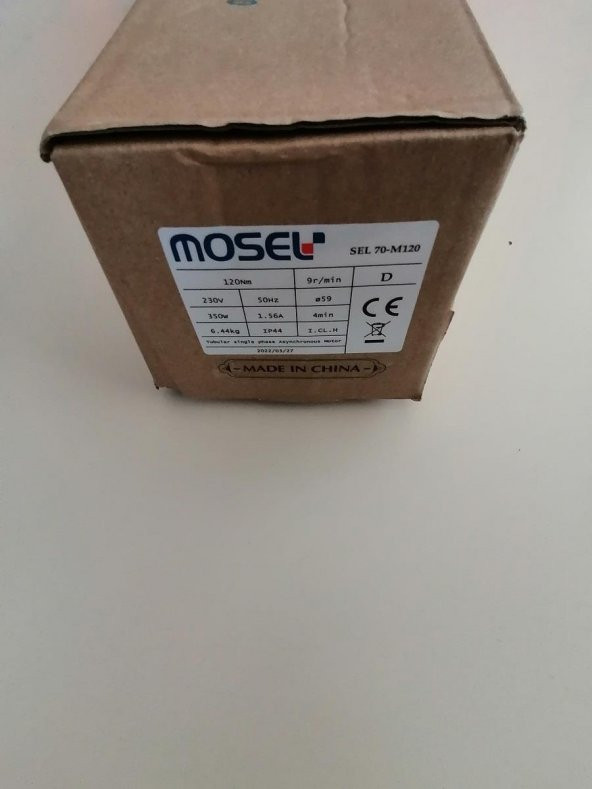 MOSEL
SEL 70-M120
120Nm 9r/min D
230V 50Hz ø59
350W 1.56A 4min
6.44kg IP44 I.CL.H
Tubular single phase Asynchronous Motor
2022/03/27
MADE IN CHINA